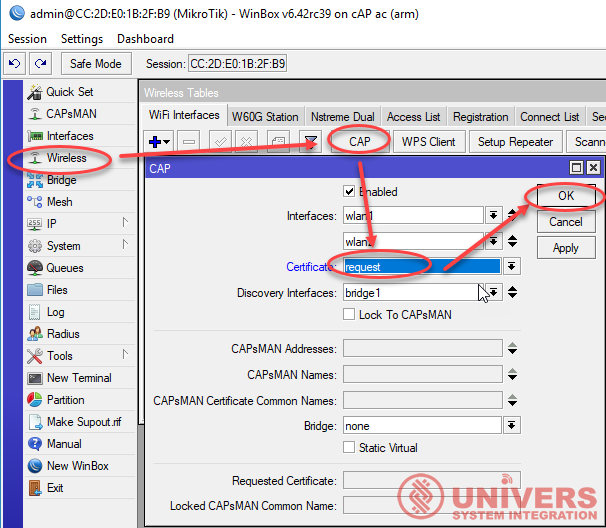 admin@CC:2D:E0:1B:2F:B9 (MikroTik) - WinBox v6.42rc39 on cAP ac (arm)
Session Settings Dashboard
Safe Mode Session: CC:2D:E0:1B:2F:B9
Quick Set
CAPsMAN
Interfaces
Wireless
Bridge
Mesh
IP
System
Queues
Files
Log
Radius
Tools
New Terminal
Partition
Make Supout.rif
Manual
New WinBox
Exit
Wireless Tables
WiFi Interfaces W60G Station Nstreme Dual Access List Registration Connect List Sec
CAP WPS Client Setup Repeater Scann
CAP
Enabled
Interfaces: wlan1
wlan2
Certificate: request
Discovery Interfaces: bridge1
Lock To CAPsMAN
CAPsMAN Addresses:
CAPsMAN Names:
CAPsMAN Certificate Common Names:
Bridge: none
Static Virtual
Requested Certificate:
Locked CAPsMAN Common Name:
OK
Cancel
Apply
UNIVERS
SYSTEM INTEGRATION